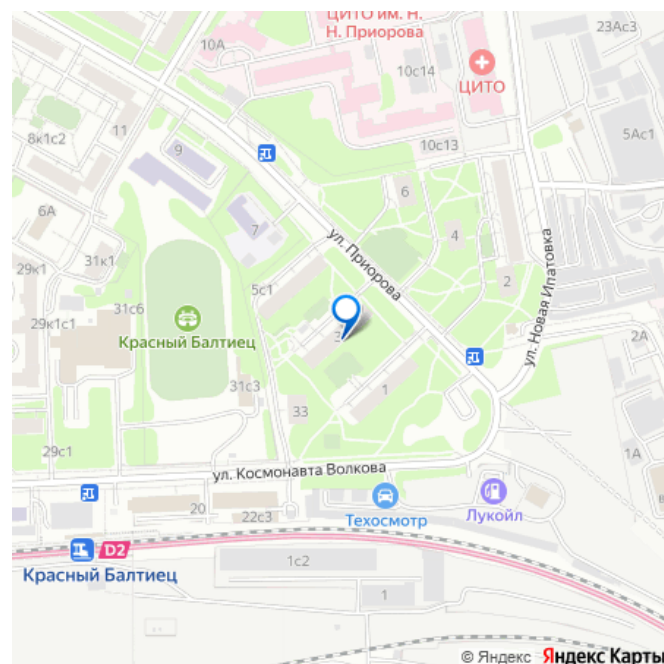 ЦИТО им. Н.
Н. Приорова
23Ас3
10А
10с14
ЦИТО
11
8к1с2
9
10с13
5Ас1
6А
7
6
4
31к1
29к1
ул. Приорова
5с1
2
ул. Новая Ипатовка
31с6
29к1с1
Красный Балтиец
3
2А
31с3
1
33
29с1
1А
ул. Космонавта Волкова
20
22с3
Техосмотр
Лукойл
D2
Красный Балтиец
1с2
1
© Яндекс Яндекс Карты